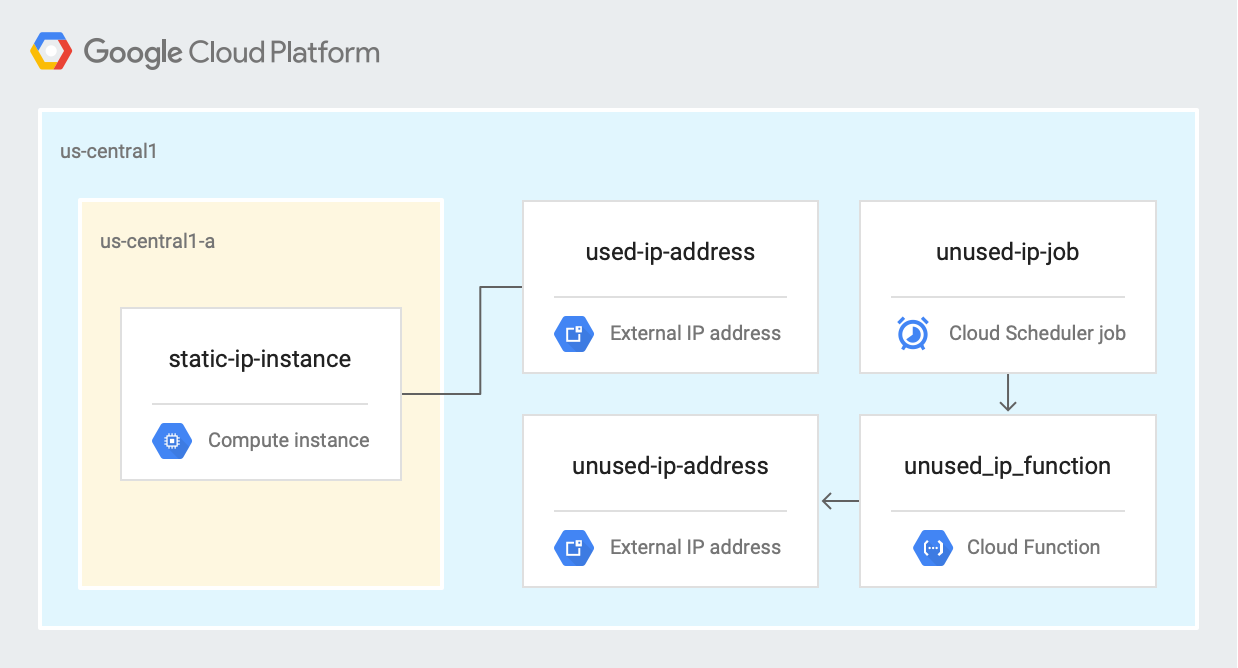 Google Cloud Platform
us-central1
us-central1-a
static-ip-instance
Compute instance
used-ip-address
External IP address
unused-ip-job
Cloud Scheduler job
unused-ip-address
External IP address
unused_ip_function
Cloud Function